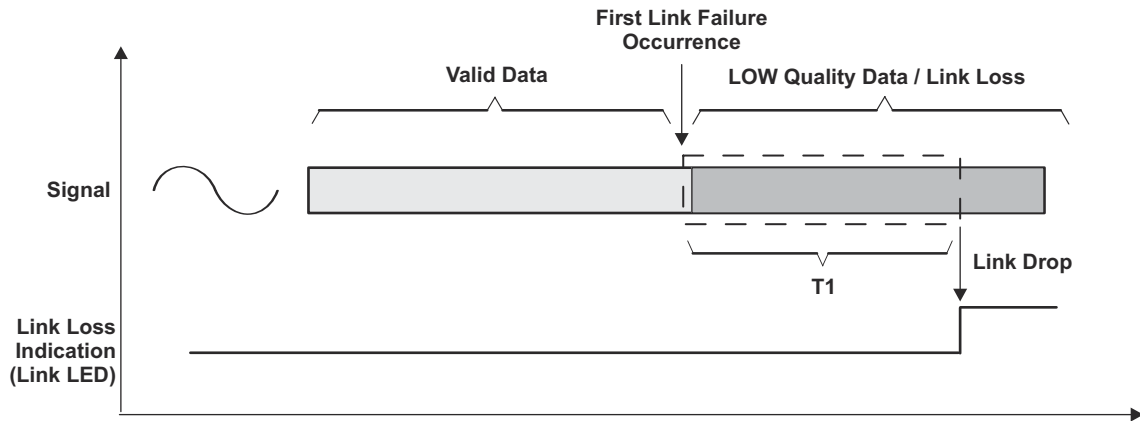 First Link Failure
Occurrence
Valid Data
LOW Quality Data / Link Loss
Signal
T1
Link Drop
Link Loss
Indication
(Link LED)